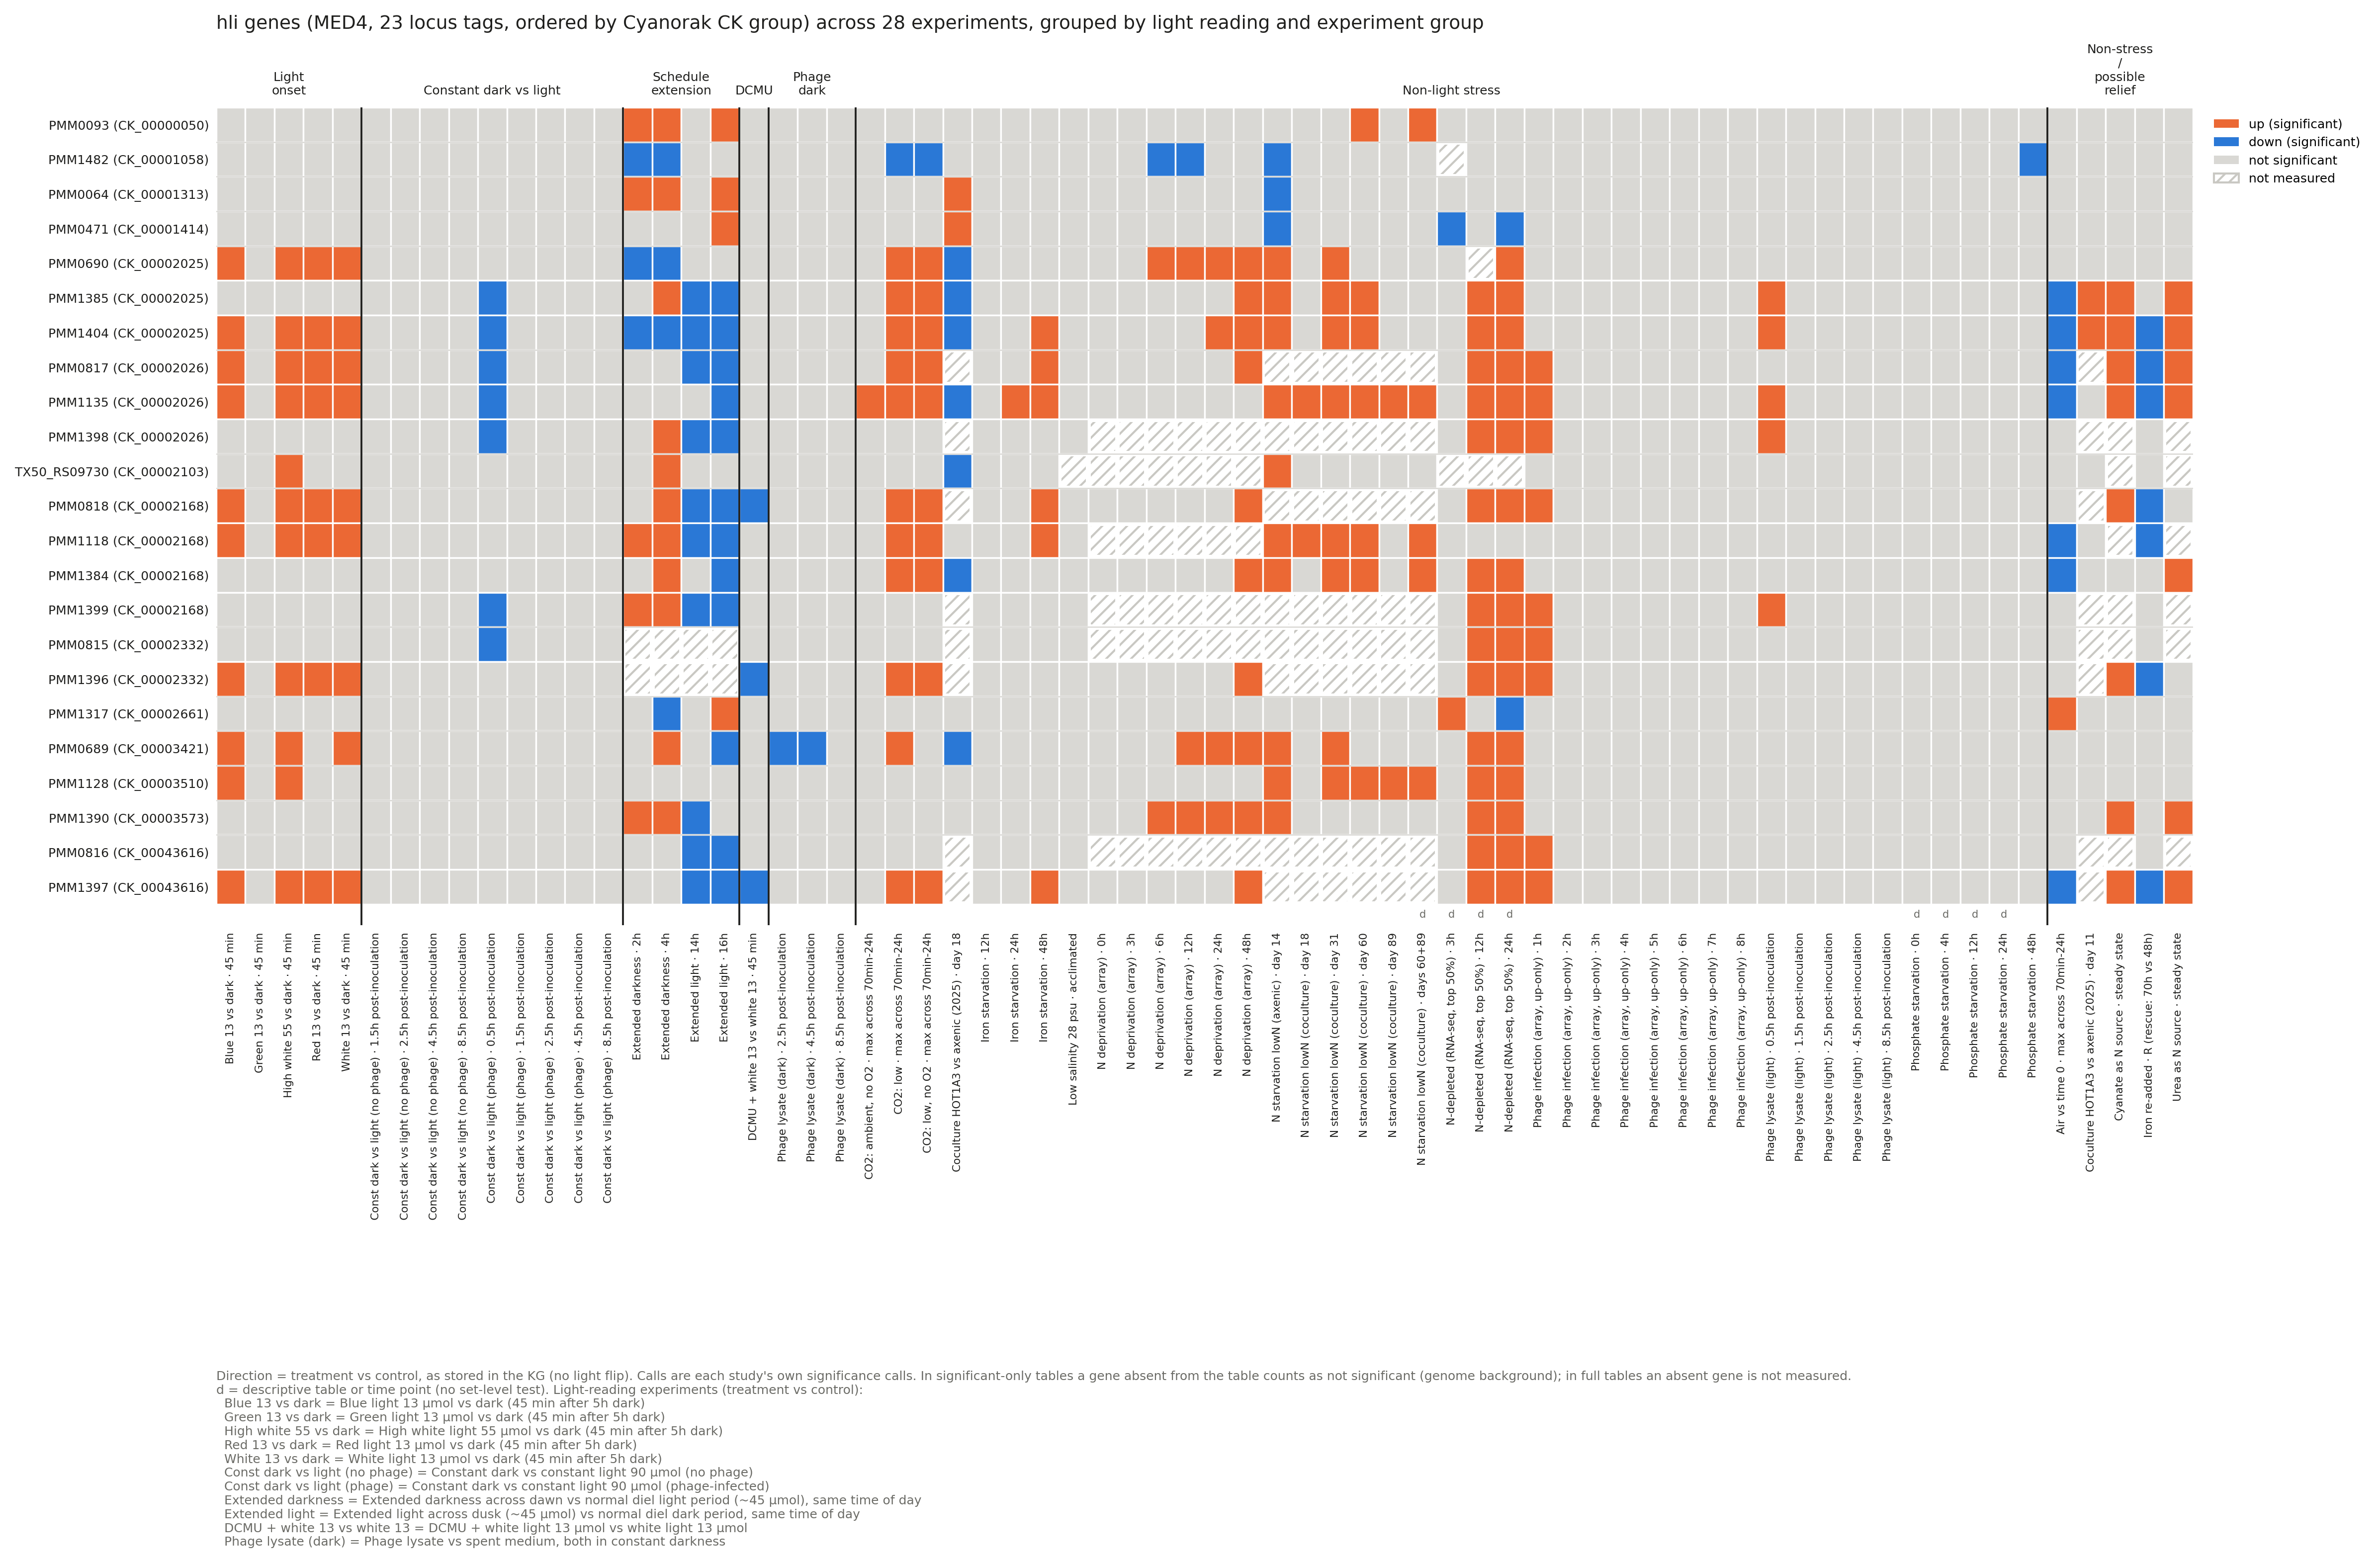 hli genes (MED4, 23 locus tags, ordered by Cyanorak CK group) across 28 experiments, grouped by light reading and experiment group
Light
onset
Constant dark vs light
Schedule
extension
DCMU
Phage
dark
Non-light stress
Non-stress
/
possible
relief
up (significant)
down (significant)
not significant
not measured
PMM0093 (CK_00000050)
PMM1482 (CK_00001058)
PMM0064 (CK_00001313)
PMM0471 (CK_00001414)
PMM0690 (CK_00002025)
PMM1385 (CK_00002025)
PMM1404 (CK_00002025)
PMM0817 (CK_00002026)
PMM1135 (CK_00002026)
PMM1398 (CK_00002026)
TX50_RS09730 (CK_00002103)
PMM0818 (CK_00002168)
PMM1118 (CK_00002168)
PMM1384 (CK_00002168)
PMM1399 (CK_00002168)
PMM0815 (CK_00002332)
PMM1396 (CK_00002332)
PMM1317 (CK_00002661)
PMM0689 (CK_00003421)
PMM1128 (CK_00003510)
PMM1390 (CK_00003573)
PMM0816 (CK_00043616)
PMM1397 (CK_00043616)
d d d d d d d d
Blue 13 vs dark · 45 min
Green 13 vs dark · 45 min
High white 55 vs dark · 45 min
Red 13 vs dark · 45 min
White 13 vs dark · 45 min
Const dark vs light (no phage) · 1.5h post-inoculation
Const dark vs light (no phage) · 2.5h post-inoculation
Const dark vs light (no phage) · 4.5h post-inoculation
Const dark vs light (no phage) · 8.5h post-inoculation
Const dark vs light (phage) · 0.5h post-inoculation
Const dark vs light (phage) · 1.5h post-inoculation
Const dark vs light (phage) · 2.5h post-inoculation
Const dark vs light (phage) · 4.5h post-inoculation
Const dark vs light (phage) · 8.5h post-inoculation
Extended darkness · 2h
Extended darkness · 4h
Extended light · 14h
Extended light · 16h
DCMU + white 13 vs white 13 · 45 min
Phage lysate (dark) · 2.5h post-inoculation
Phage lysate (dark) · 4.5h post-inoculation
Phage lysate (dark) · 8.5h post-inoculation
CO2: ambient, no O2 · max across 70min-24h
CO2: low · max across 70min-24h
CO2: low, no O2 · max across 70min-24h
Coculture HOT1A3 vs axenic (2025) · day 18
Iron starvation · 12h
Iron starvation · 24h
Iron starvation · 48h
Low salinity 28 psu · acclimated
N deprivation (array) · 0h
N deprivation (array) · 3h
N deprivation (array) · 6h
N deprivation (array) · 12h
N deprivation (array) · 24h
N deprivation (array) · 48h
N starvation lowN (axenic) · day 14
N starvation lowN (coculture) · day 18
N starvation lowN (coculture) · day 31
N starvation lowN (coculture) · day 60
N starvation lowN (coculture) · day 89
N starvation lowN (coculture) · days 60+89
N-depleted (RNA-seq, top 50%) · 3h
N-depleted (RNA-seq, top 50%) · 12h
N-depleted (RNA-seq, top 50%) · 24h
Phage infection (array, up-only) · 1h
Phage infection (array, up-only) · 2h
Phage infection (array, up-only) · 3h
Phage infection (array, up-only) · 4h
Phage infection (array, up-only) · 5h
Phage infection (array, up-only) · 6h
Phage infection (array, up-only) · 7h
Phage infection (array, up-only) · 8h
Phage lysate (light) · 0.5h post-inoculation
Phage lysate (light) · 1.5h post-inoculation
Phage lysate (light) · 2.5h post-inoculation
Phage lysate (light) · 4.5h post-inoculation
Phage lysate (light) · 8.5h post-inoculation
Phosphate starvation · 0h
Phosphate starvation · 4h
Phosphate starvation · 12h
Phosphate starvation · 24h
Phosphate starvation · 48h
Air vs time 0 · max across 70min-24h
Coculture HOT1A3 vs axenic (2025) · day 11
Cyanate as N source · steady state
Iron re-added · R (rescue: 70h vs 48h)
Urea as N source · steady state
Direction = treatment vs control, as stored in the KG (no light flip). Calls are each study's own significance calls. In significant-only tables a gene absent from the table counts as not significant (genome background); in full tables an absent gene is not measured.
d = descriptive table or time point (no set-level test). Light-reading experiments (treatment vs control):
Blue 13 vs dark = Blue light 13 µmol vs dark (45 min after 5h dark)
Green 13 vs dark = Green light 13 µmol vs dark (45 min after 5h dark)
High white 55 vs dark = High white light 55 µmol vs dark (45 min after 5h dark)
Red 13 vs dark = Red light 13 µmol vs dark (45 min after 5h dark)
White 13 vs dark = White light 13 µmol vs dark (45 min after 5h dark)
Const dark vs light (no phage) = Constant dark vs constant light 90 µmol (no phage)
Const dark vs light (phage) = Constant dark vs constant light 90 µmol (phage-infected)
Extended darkness = Extended darkness across dawn vs normal diel light period (~45 µmol), same time of day
Extended light = Extended light across dusk (~45 µmol) vs normal diel dark period, same time of day
DCMU + white 13 vs white 13 = DCMU + white light 13 µmol vs white light 13 µmol
Phage lysate (dark) = Phage lysate vs spent medium, both in constant darkness